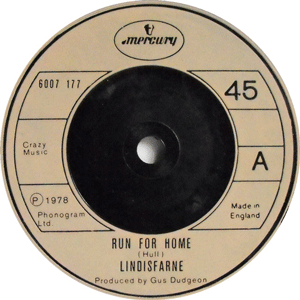 mercury
6007 177
45
Crazy
Music
A
℗ 1978
Phonogram
Ltd
Made in
England
RUN FOR HOME
(Hull)
LINDISFARNE
Produced by Gus Dudgeon